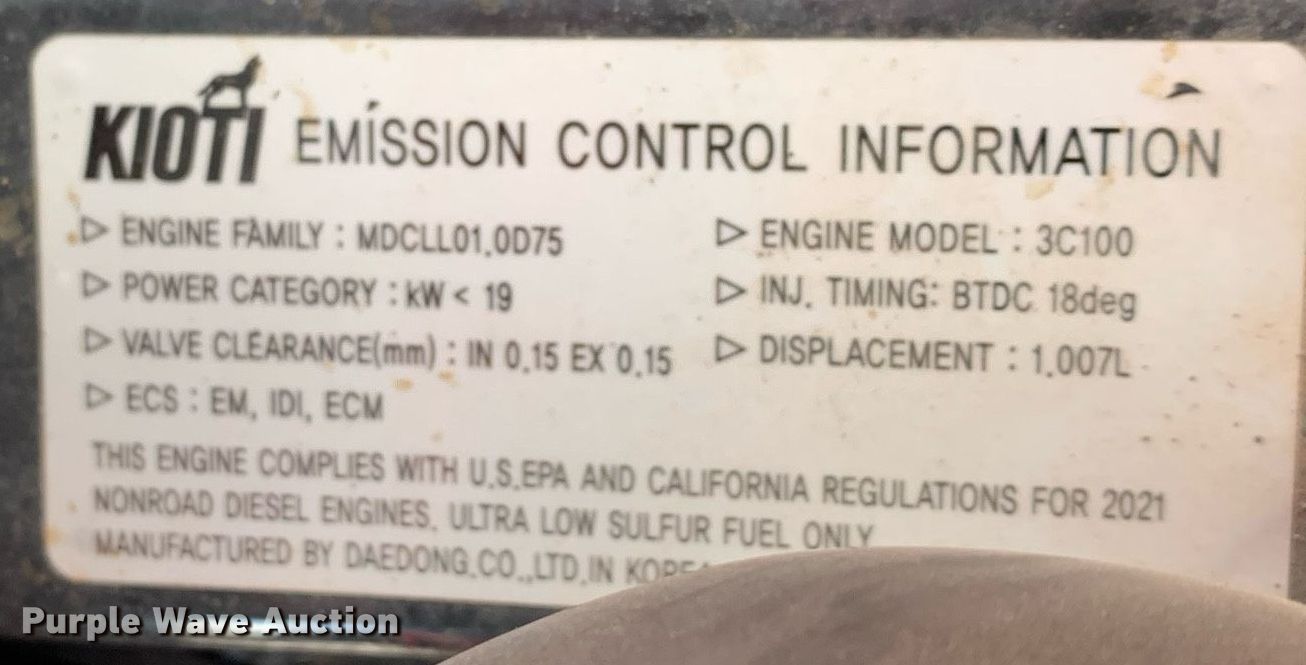 KIOTI EMISSION CONTROL INFORMATION
▷ ENGINE FAMILY : MDCLL01.0D75 ▷ ENGINE MODEL : 3C100
▷ POWER CATEGORY : kW < 19 ▷ INJ. TIMING: BTDC 18deg
▷ VALVE CLEARANCE(mm) : IN 0.15 EX 0.15 ▷ DISPLACEMENT : 1.007L
▷ ECS : EM, IDI, ECM
THIS ENGINE COMPLIES WITH U.S.EPA AND CALIFORNIA REGULATIONS FOR 2021
NONROAD DIESEL ENGINES. ULTRA LOW SULFUR FUEL ONLY
MANUFACTURED BY DAEDONG.CO.,LTD.IN
Purple Wave Auction